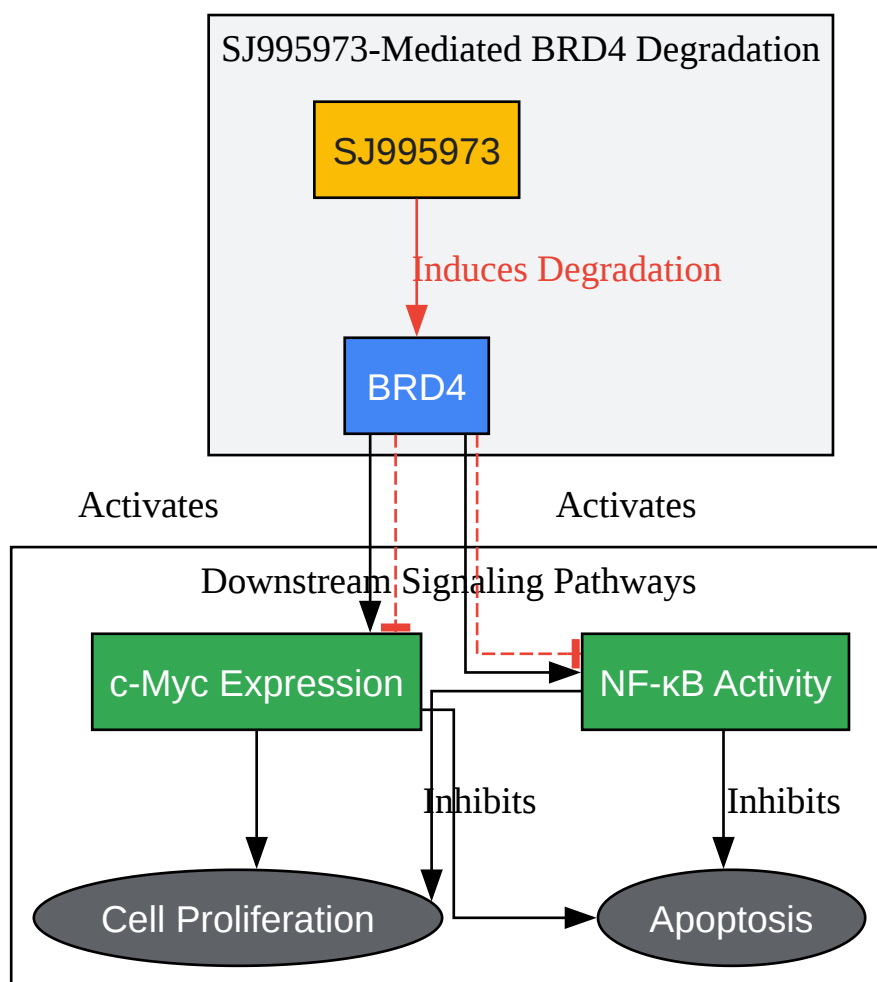 SJ995973-Mediated BRD4 Degradation
SJ995973
Induces Degradation
BRD4
Activates
Activates
Downstream Signaling Pathways
c-Myc Expression
NF-κB Activity
Inhibits
Inhibits
Cell Proliferation
Apoptosis